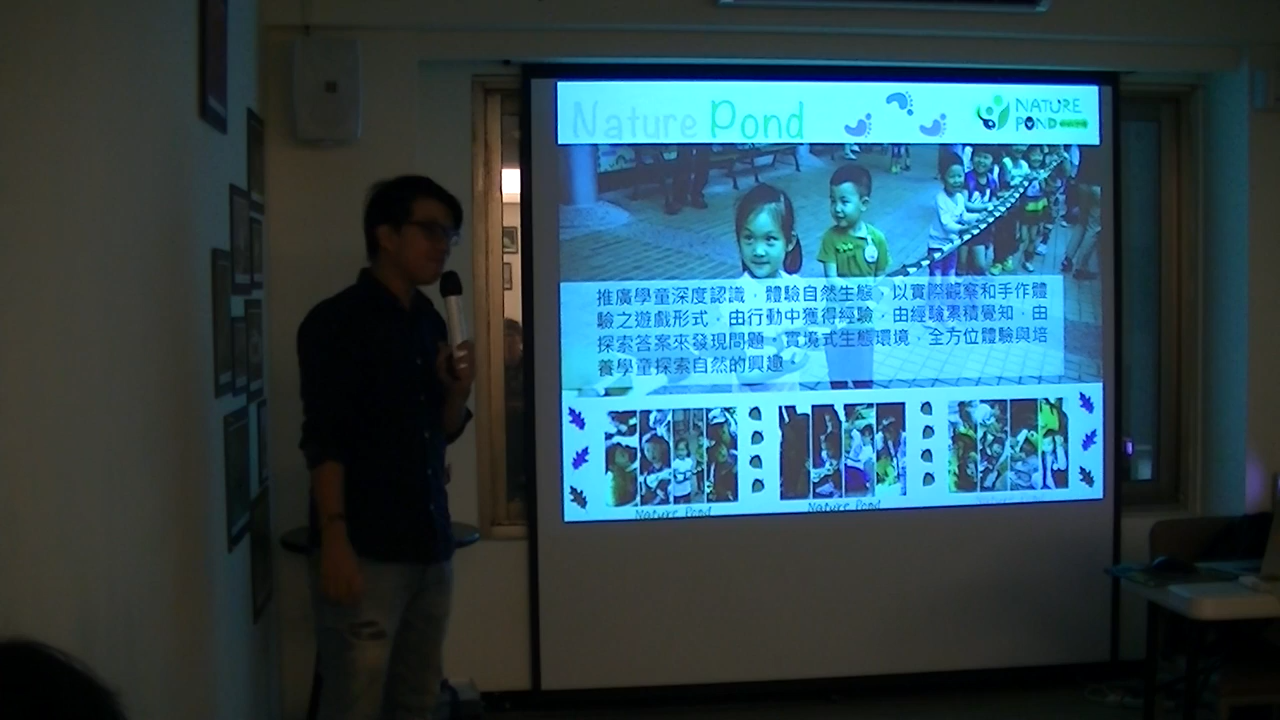 Nature Pond
NATURE
POND
推廣學童深度認識，體驗自然生態，以實際觀察和手作體
驗之遊戲形式，由行動中獲得經驗，由經驗累積覺知，由
探索答案來發現問題。實境式生態環境，全方位體驗與培
養學童探索自然的興趣。
Nature Pond
Nature Pond